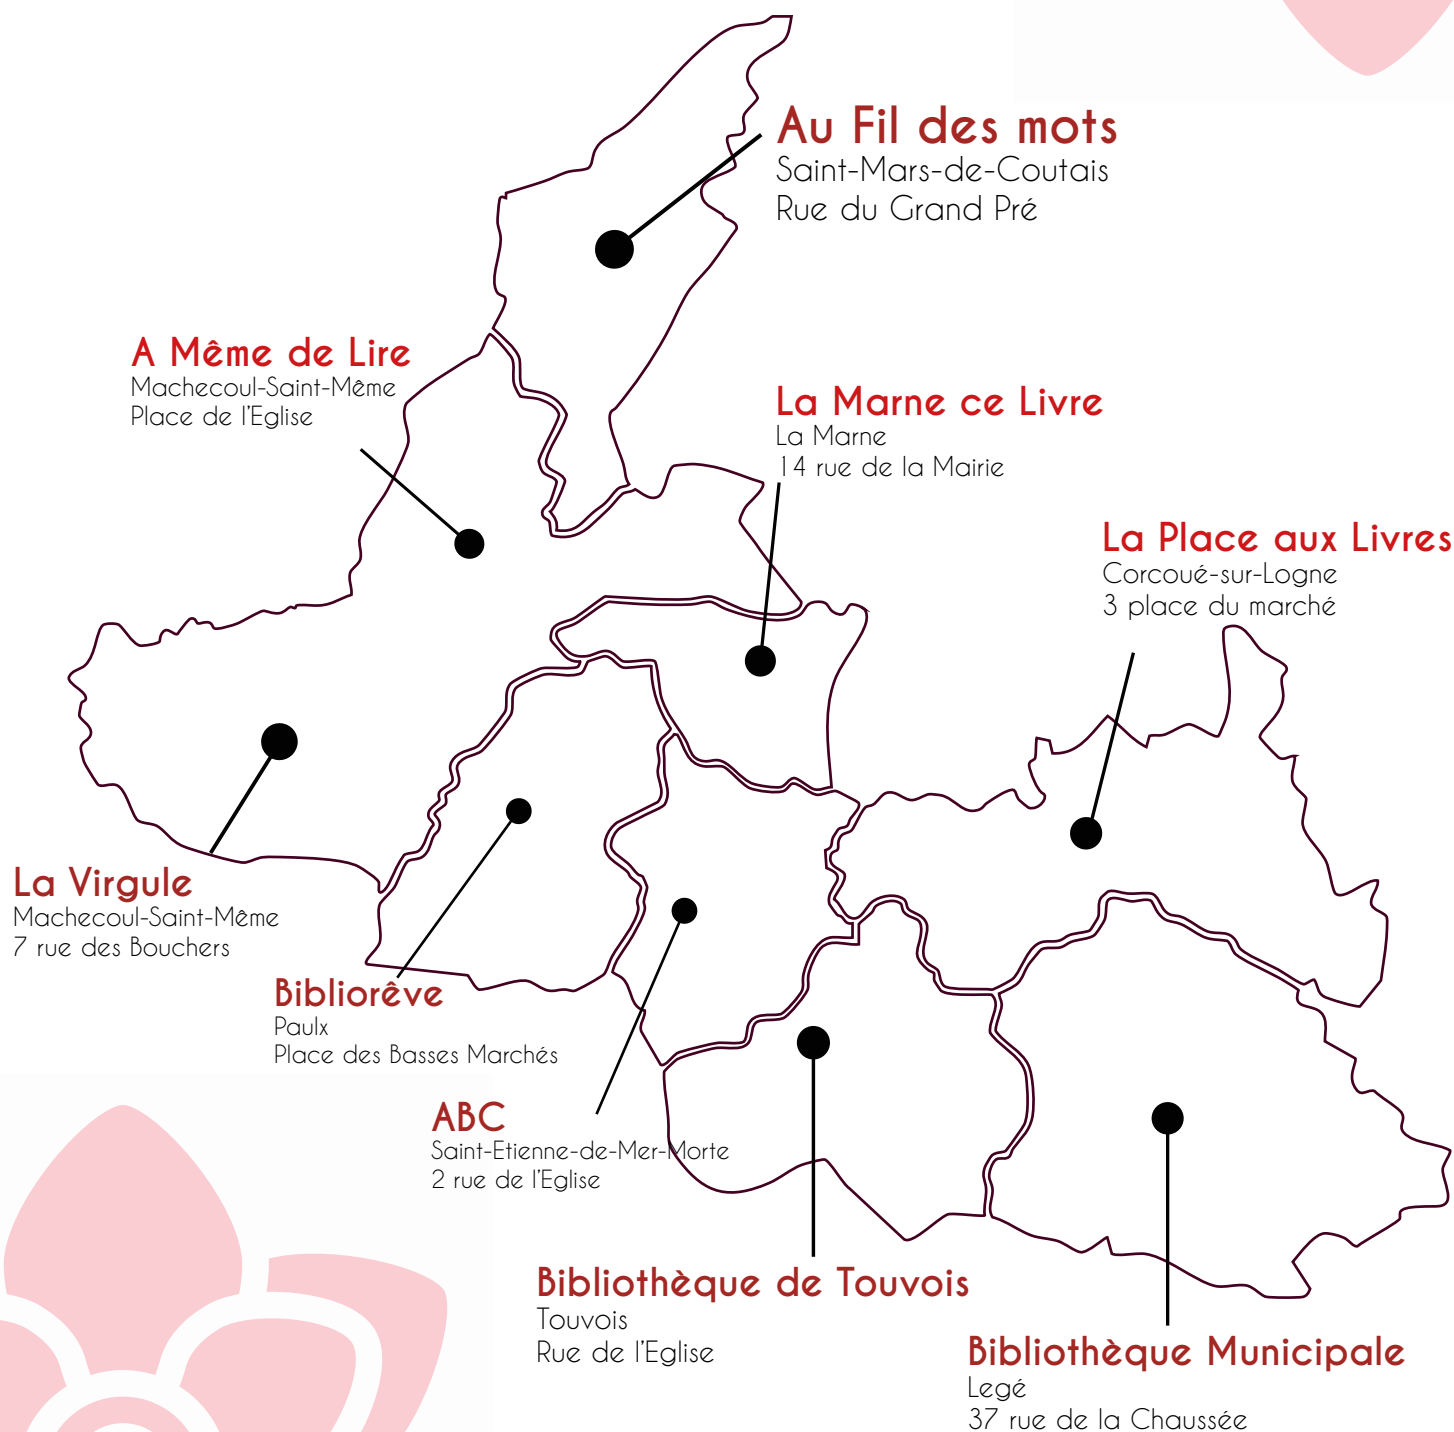 Au Fil des mots
Saint-Mars-de-Coutais
Rue du Grand Pré
A Même de Lire
Machecoul-Saint-Même
Place de l'Eglise
La Marne ce Livre
La Marne
14 rue de la Mairie
La Place aux Livres
Corcoué-sur-Logne
3 place du marché
La Virgule
Machecoul-Saint-Même
7 rue des Bouchers
Bibliorêve
Paulx
Place des Basses Marchés
ABC
Saint-Etienne-de-Mer-Morte
2 rue de l'Eglise
Bibliothèque de Touvois
Touvois
Rue de l'Eglise
Bibliothèque Municipale
Legé
37 rue de la Chaussée